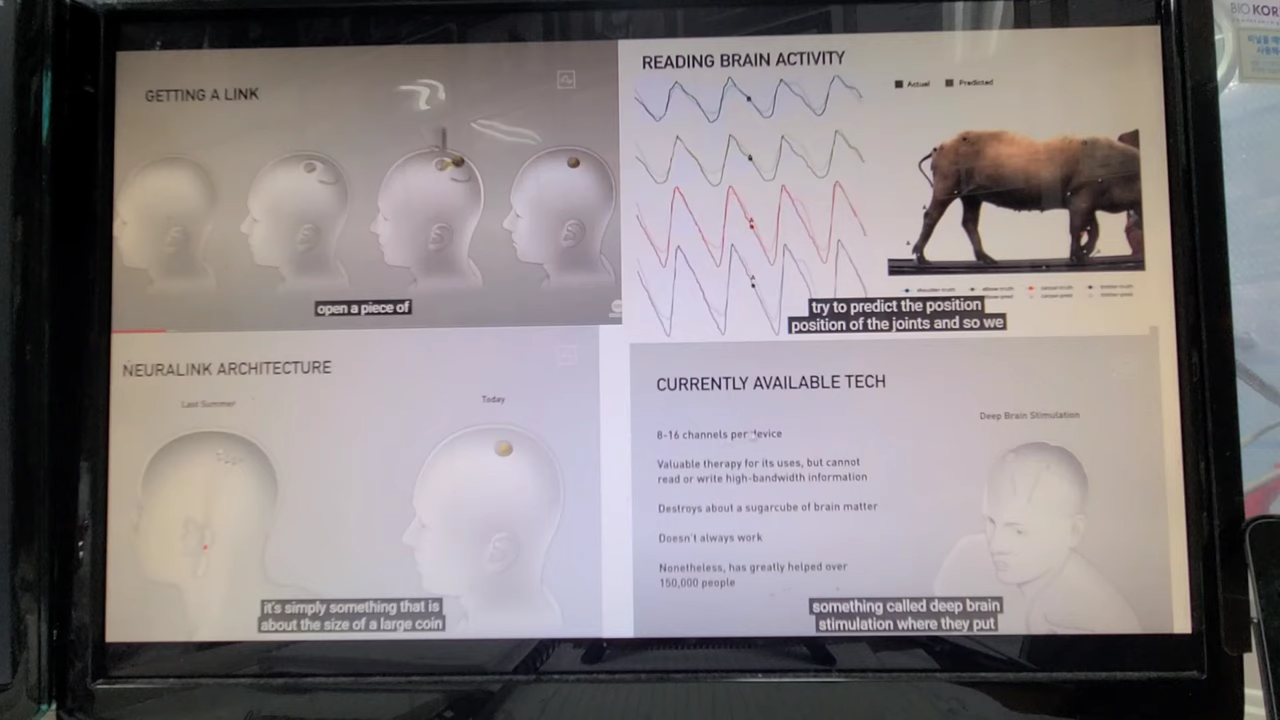 BIO KOR
GETTING A LINK
open a piece of
READING BRAIN ACTIVITY
Actual
Predicted
try to predict the position
position of the joints and so we
NEURALINK ARCHITECTURE
Last Summer
Today
it's simply something that is
about the size of a large coin
CURRENTLY AVAILABLE TECH
Deep Brain Stimulation
8-16 channels per device
Valuable therapy for its uses, but cannot
read or write high-bandwidth information
Destroys about a sugarcube of brain matter
Doesn't always work
Nonetheless, has greatly helped over
150,000 people
something called deep brain
stimulation where they put